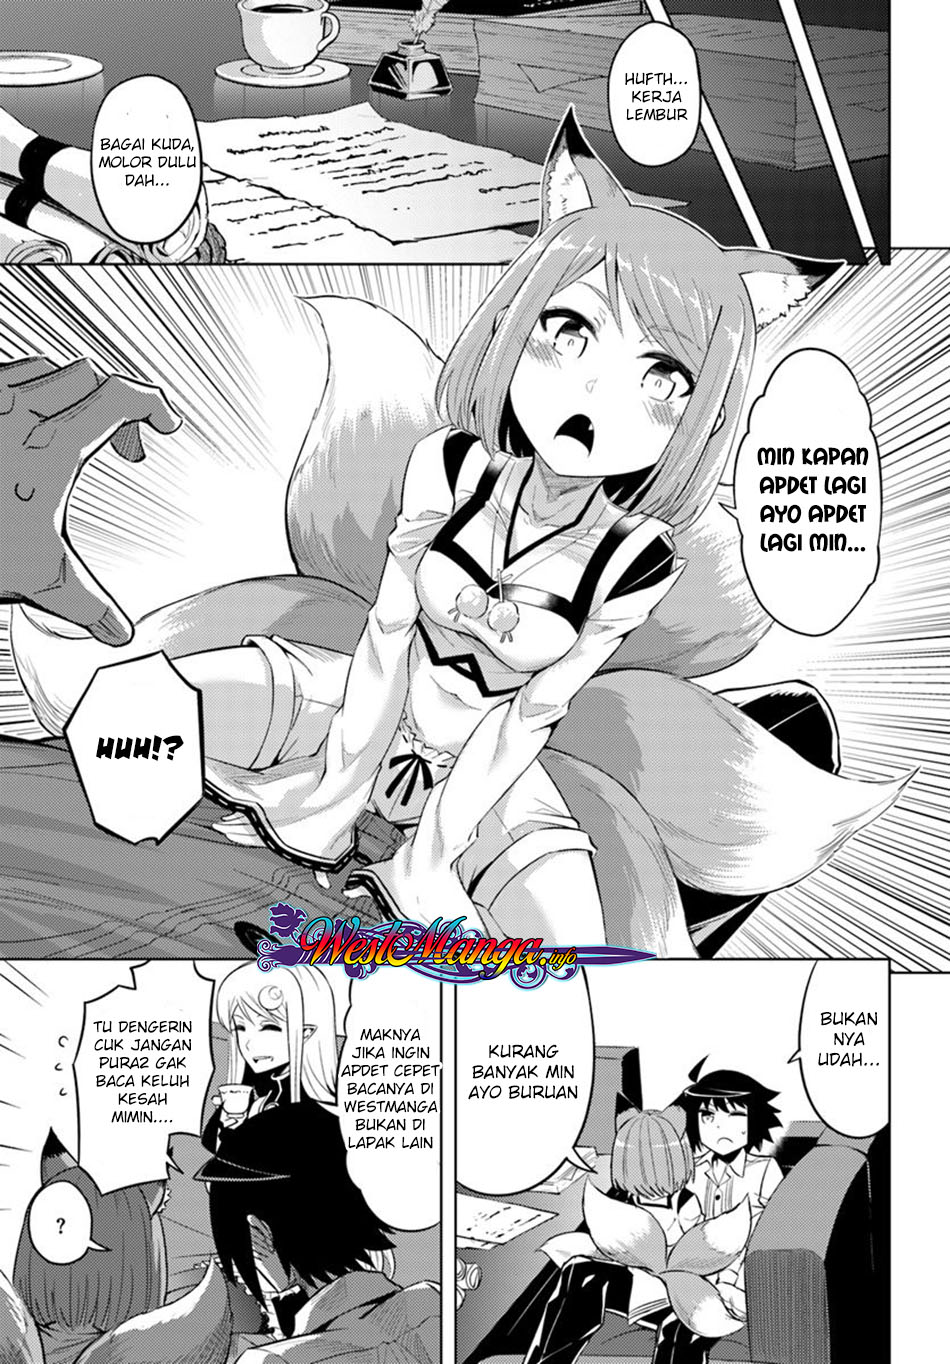 HUFTH...
KERJA
LEMBUR
BAGAI KUDA,
MOLOR DULU
DAH...
MIN KAPAN
APDET LAGI
AYO APDET
LAGI MIN...
HUH!?
WestManga.info
BUKAN
NYA
UDAH...
KURANG
BANYAK MIN
AYO BURUAN
MAKNYA
JIKA INGIN
APDET CEPET
BACANYA DI
WESTMANGA
BUKAN DI
LAPAK LAIN
TU DENGERIN
CUK JANGAN
PURA2 GAK
BACA KELUH
KESAH
MIMIN....
?